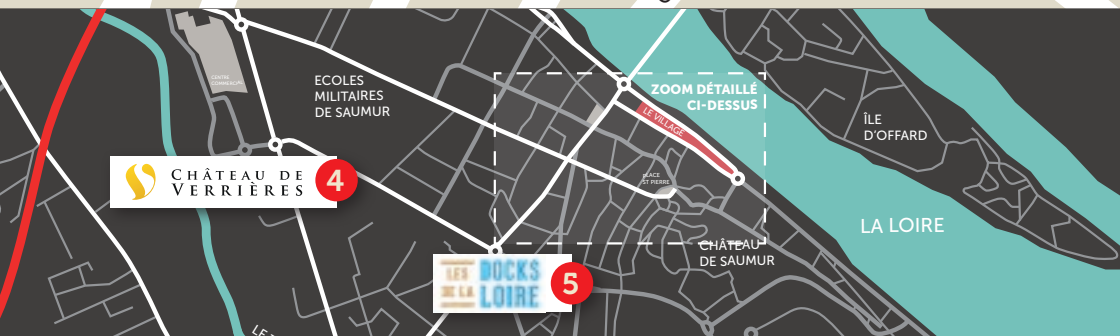 CENTRE
COMMERCIAL
ECOLES
MILITAIRES
DE SAUMUR
ZOOM DÉTAILLÉ
CI-DESSUS
LE VILLAGE
ÎLE
D'OFFARD
CHÂTEAU DE
VERRIÈRES
4
PLACE
ST PIERRE
LA LOIRE
CHÂTEAU
DE SAUMUR
LES DOCKS
DE LA LOIRE
5